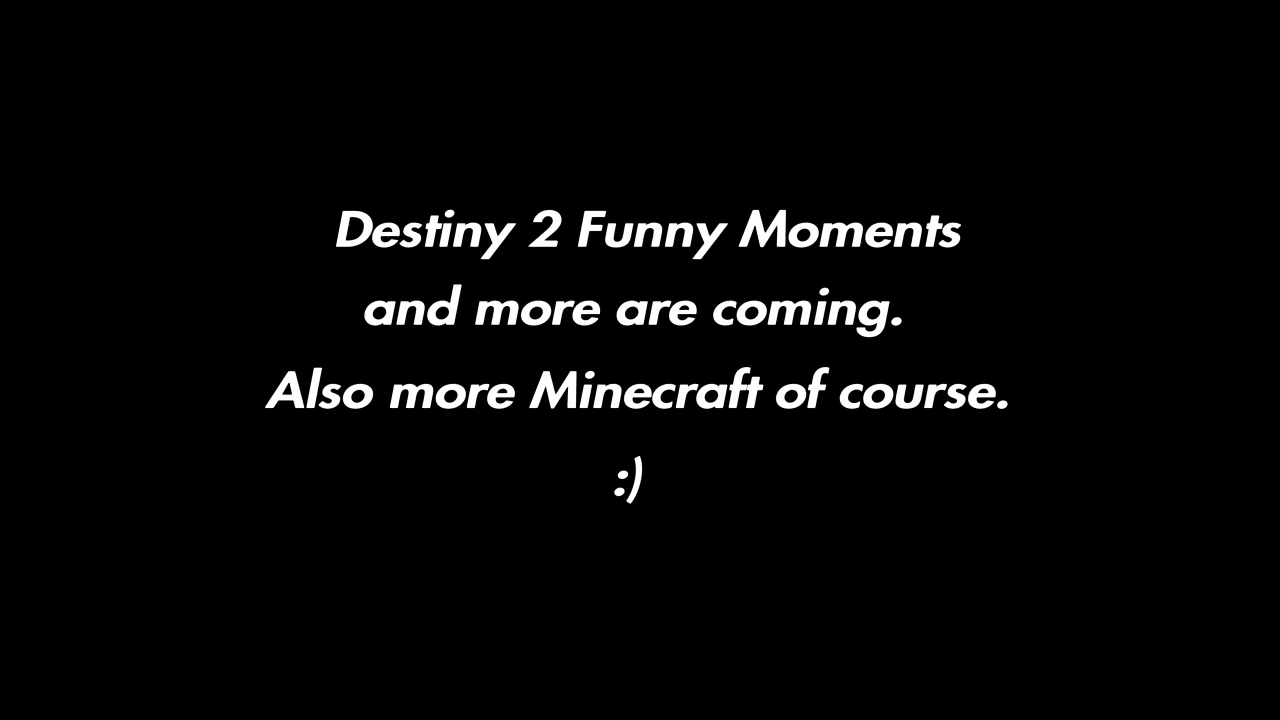 Destiny 2 Funny Moments
and more are coming.
Also more Minecraft of course.
:)